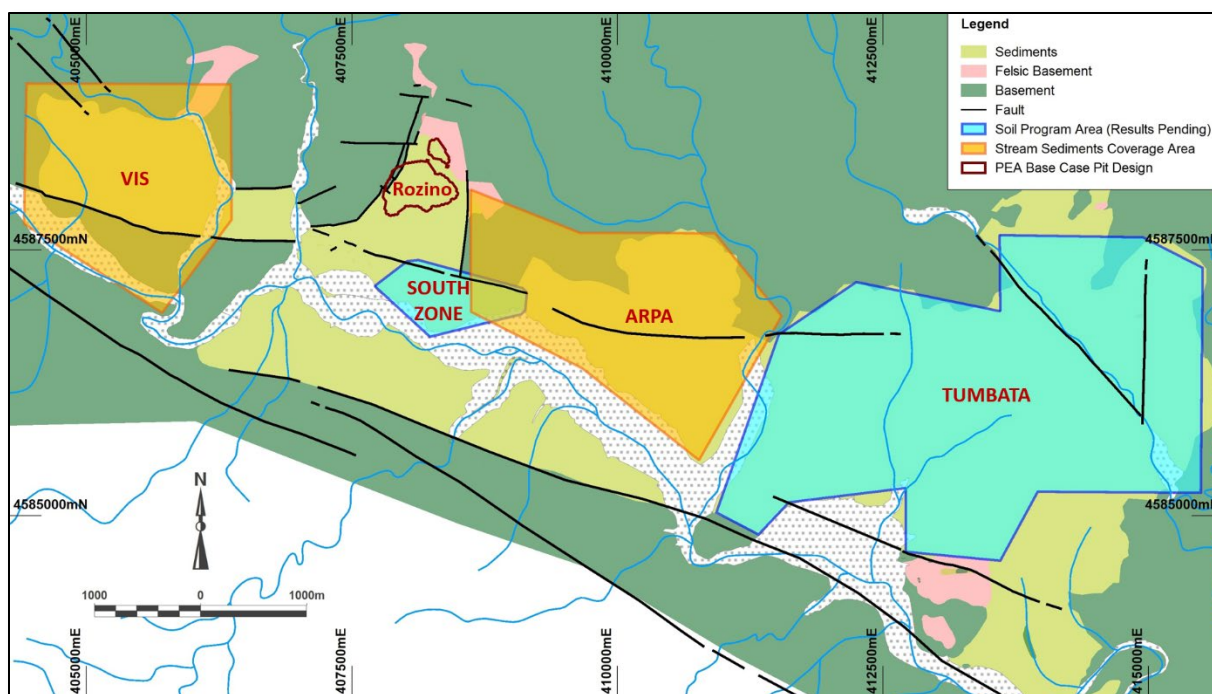 405000mE
407500mE
410000mE
412500mE
Legend
Sediments
Felsic Basement
Basement
Fault
Soil Program Area (Results Pending)
Stream Sediments Coverage Area
PEA Base Case Pit Design
VIS
Rozino
4587500mN
4587500mN
SOUTH
ZONE
ARPA
TUMBATA
N
4585000mN
4585000mN
1000 0 1000m
405000mE
407500mE
410000mE
412500mE
415000mE